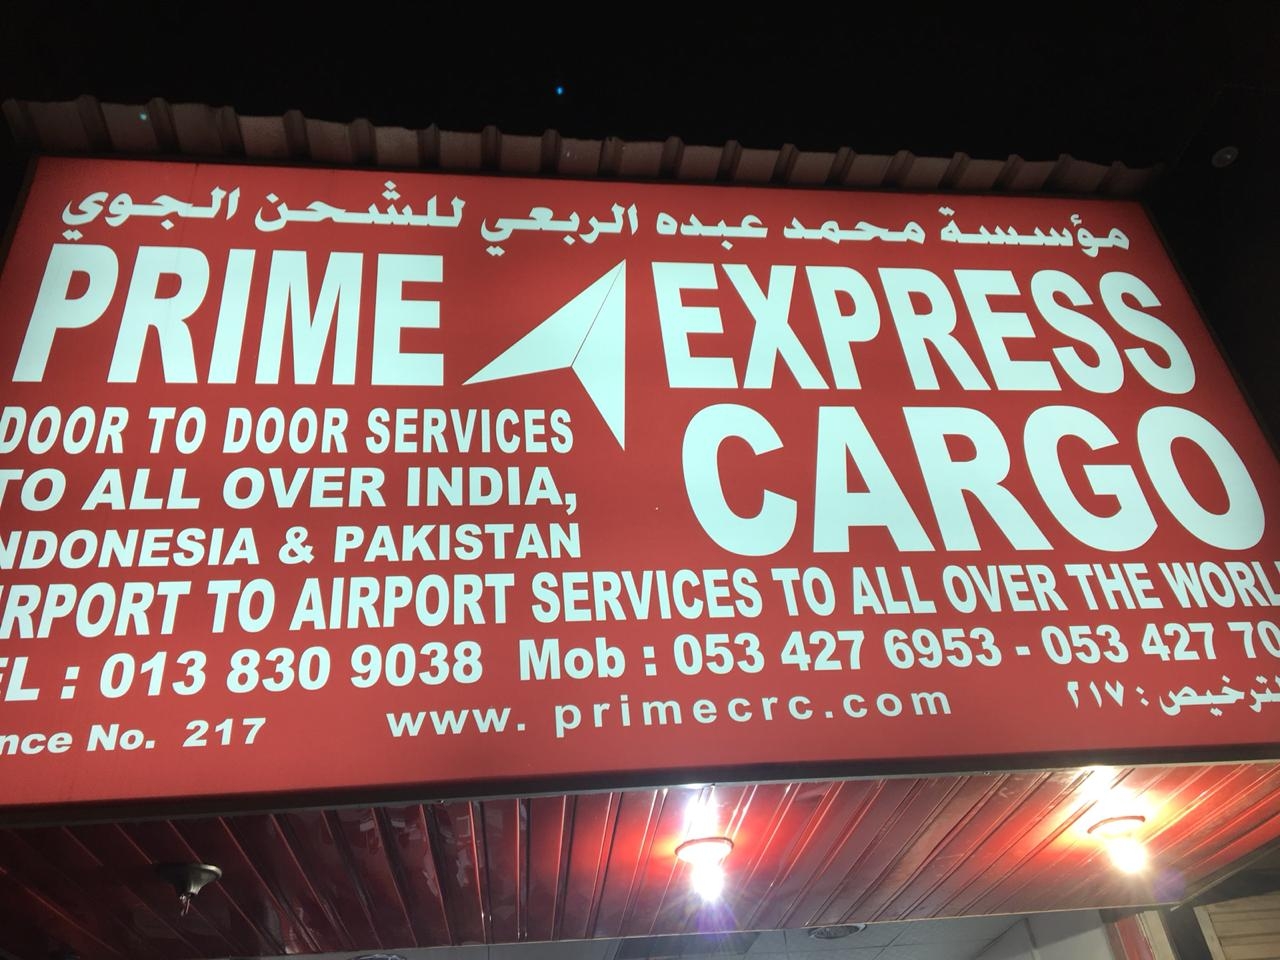 مؤسسة محمد عبده الربعي للشحن الجوي
PRIME EXPRESS
CARGO
DOOR TO DOOR SERVICES
TO ALL OVER INDIA,
NDONESIA & PAKISTAN
RPORT TO AIRPORT SERVICES TO ALL OVER THE WORL
EL : 013 830 9038 Mob : 053 427 6953 - 053 427 70
nce No. 217
www.primecrc.com
لترخيص : ٢١٧